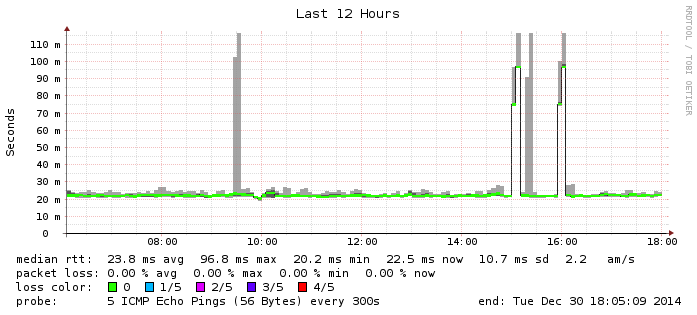 Last 12 Hours
RRDTOOL / TOBI OETIKER
Seconds
110 m
100 m
90 m
80 m
70 m
60 m
50 m
40 m
30 m
20 m
10 m
0
08:00 10:00 12:00 14:00 16:00 18:00
median rtt: 23.8 ms avg 96.8 ms max 20.2 ms min 22.5 ms now 10.7 ms sd 2.2 am/s
packet loss: 0.00 % avg 0.00 % max 0.00 % min 0.00 % now
loss color: 0 1/5 2/5 3/5 4/5
probe: 5 ICMP Echo Pings (56 Bytes) every 300s end: Tue Dec 30 18:05:09 2014